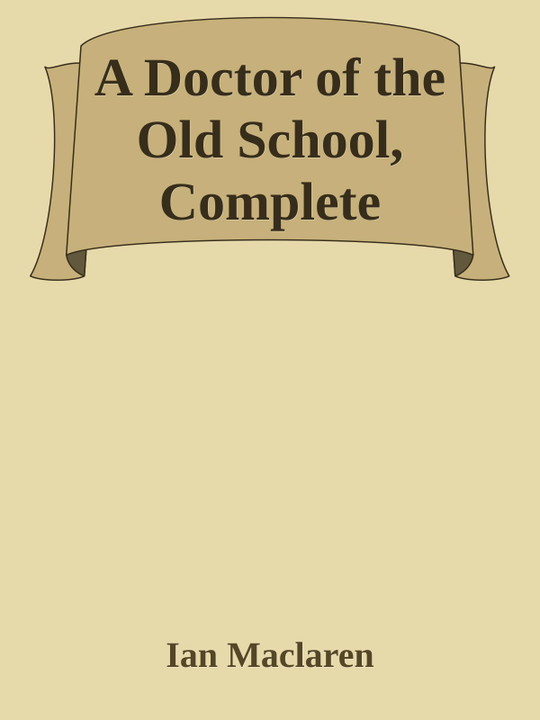 A Doctor of the
Old School,
Complete
Ian Maclaren